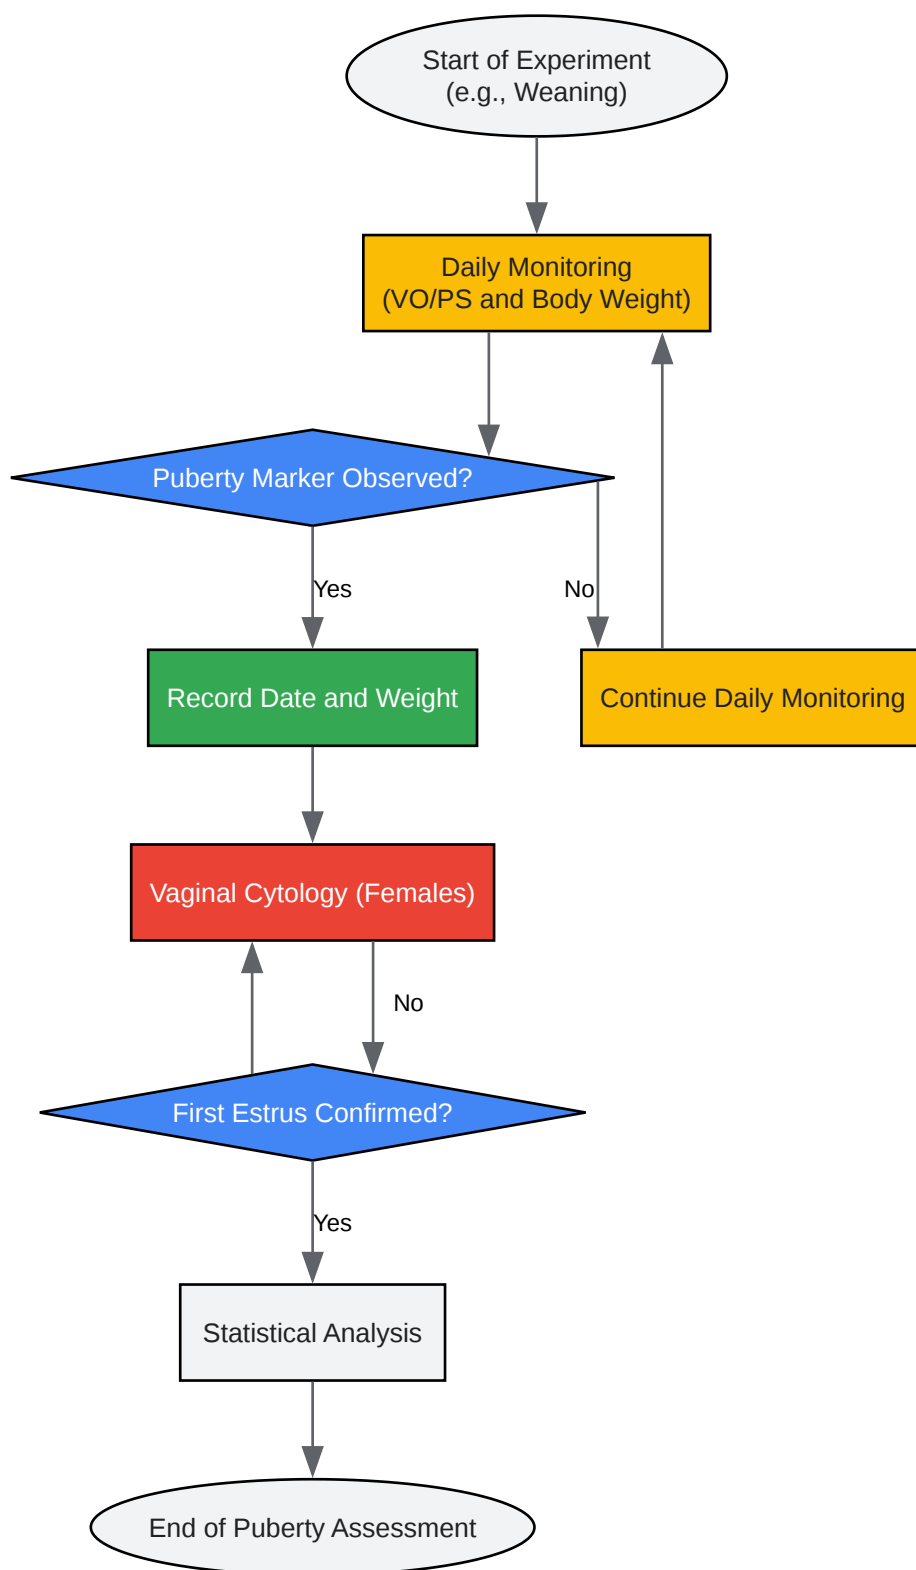 Start of Experiment
(e.g., Weaning)
Daily Monitoring
(VO/PS and Body Weight)
Puberty Marker Observed?
Yes
No
Record Date and Weight
Continue Daily Monitoring
Vaginal Cytology (Females)
No
First Estrus Confirmed?
Yes
Statistical Analysis
End of Puberty Assessment